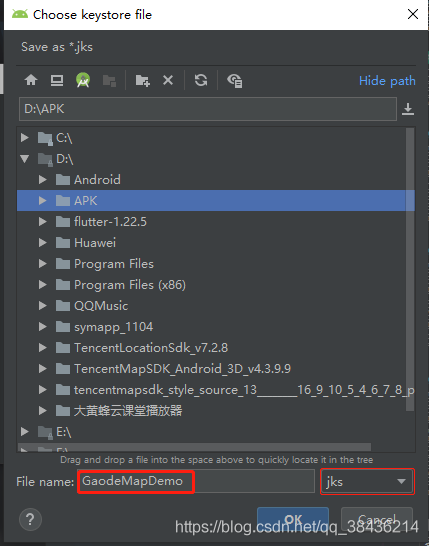 Choose keystore file
Save as *.jks
Hide path
D:\APK
C:\
D:\
Android
APK
flutter-1.22.5
Huawei
Program Files
Program Files (x86)
QQMusic
symapp_1104
TencentLocationSdk_v7.2.8
TencentMapSDK_Android_3D_v4.3.9.9
tencentmapsdk_style_source_13______16_9_10_5_4_6_7_8_p
大黄蜂云课堂播放器
E:\
Drag and drop a file into the space above to quickly locate it in the tree
File name: GaodeMapDemo jks
? OK Cancel
https://blog.csdn.net/qq_38436214